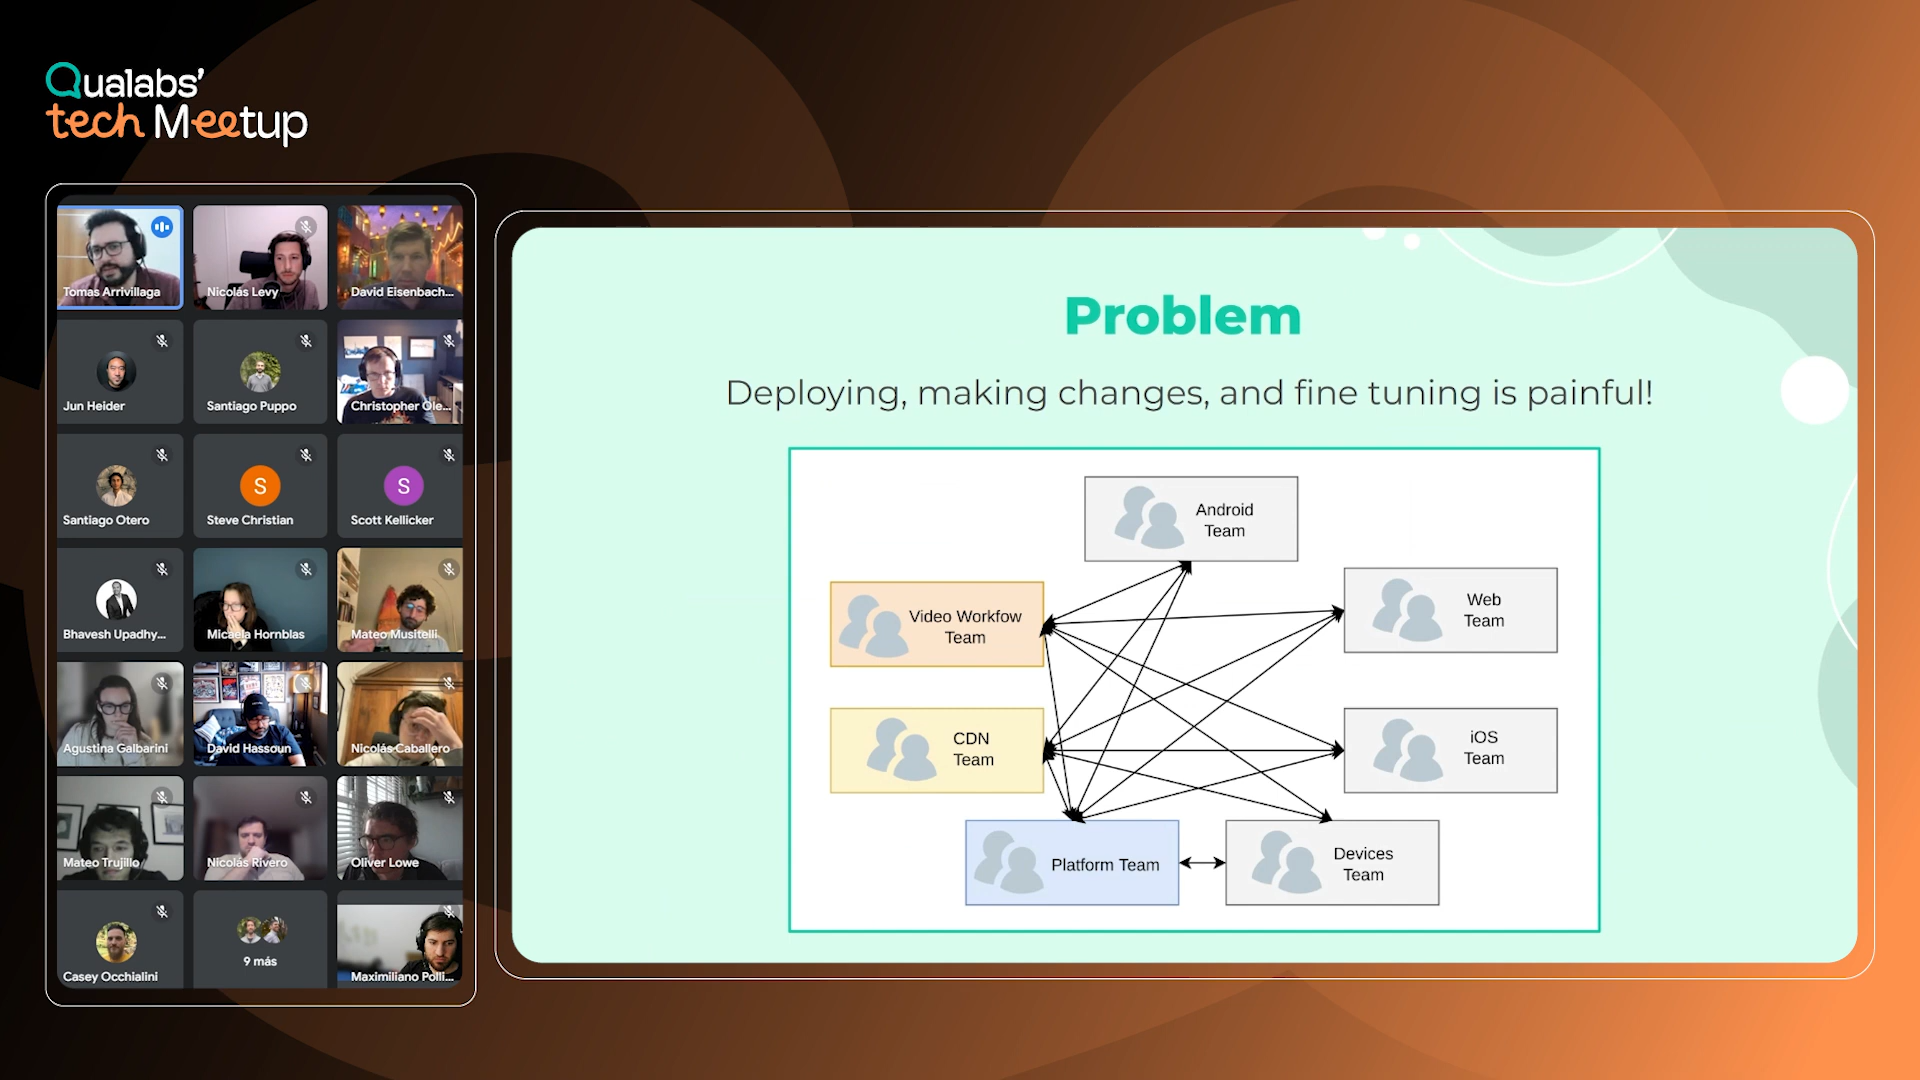 Qualabs'
tech Meetup
Tomas Arrivillaga
Nicolás Levy
David Eisenbach...
Jun Heider
Santiago Puppo
Christopher Ole...
Santiago Otero
S
Steve Christian
S
Scott Kellicker
Bhavesh Upadhy...
Micaela Hornblas
Mateo Musitelli
Agustina Galbarini
David Hassoun
Nicolás Caballero
Mateo Trujillo
Nicolás Rivero
Oliver Lowe
Casey Occhialini
9 más
Maximiliano Polli...
Problem
Deploying, making changes, and fine tuning is painful!
Android
Team
Video Workfow
Team
Web
Team
CDN
Team
iOS
Team
Platform Team
Devices
Team